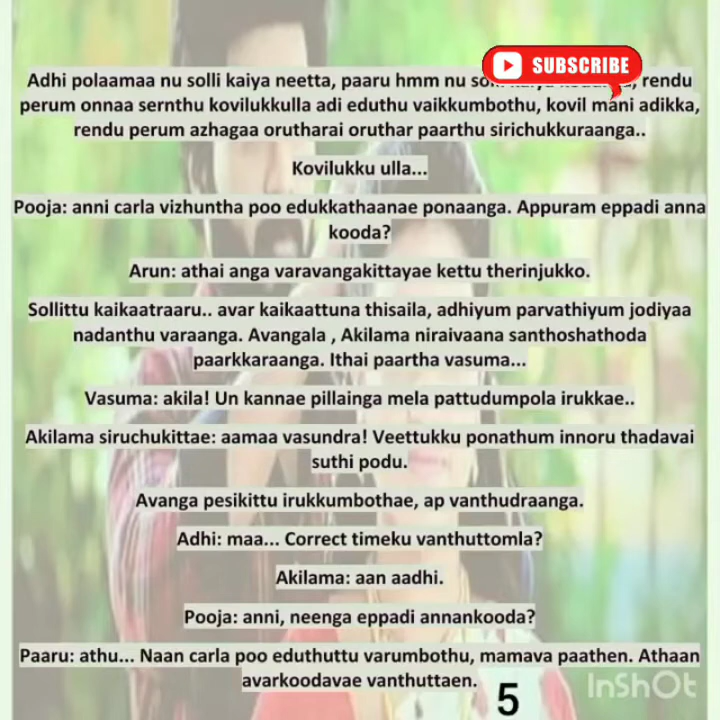 SUBSCRIBE
Adhi polaamaa nu solli kaiya neetta, paaru hmm nu rendu
perum onnaa sernthu kovilukkulla adi eduthu vaikkumbothu, kovil mani adikka,
rendu perum azhagaa orutharai oruthar paarthu sirichukkuraanga..
Kovilukku ulla...
Pooja: anni carla vizhuntha poo edukkathaanae ponaanga. Appuram eppadi anna
kooda?
Arun: athai anga varavangakittayae kettu therinjukko.
Sollittu kaikaatraaru.. avar kaikaattuna thisaila, adhiyum parvathiyum jodiyaa
nadanthu varaanga. Avangala , Akilama niraivaana santhoshathoda
paarkkaraanga. Ithai paartha vasuma...
Vasuma: akila! Un kannae pillainga mela pattudumpola irukkae..
Akilama siruchukittae: aamaa vasundra! Veettukku ponathum innoru thadavai
suthi podu.
Avanga pesikittu irukkumbothae, ap vanthudraanga.
Adhi: maa... Correct timeku vanthuttomla?
Akilama: aan aadhi.
Pooja: anni, neenga eppadi annankooda?
Paaru: athu... Naan carla poo eduthuttu varumbothu, mamava paathen. Athaan
avarkoodavae vanthuttaen.
5
InShOt